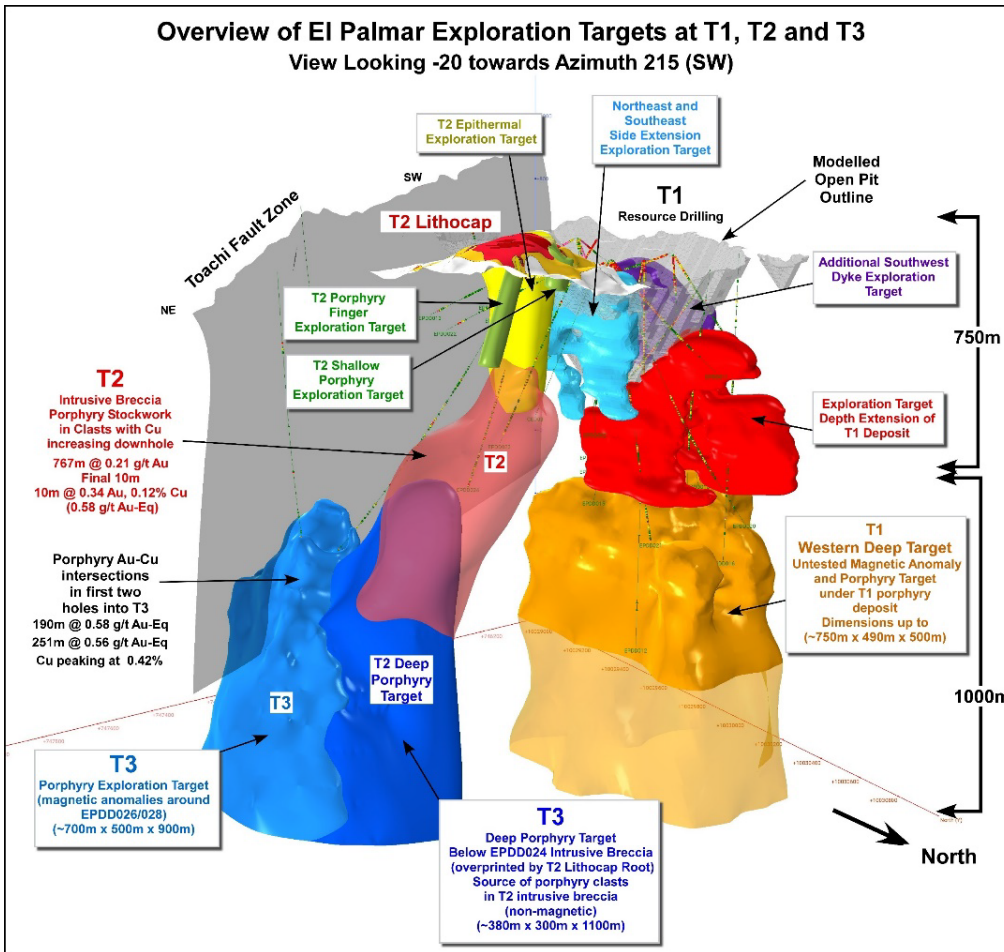 Overview of El Palmar Exploration Targets at T1, T2 and T3
View Looking -20 towards Azimuth 215 (SW)
T2 Epithermal
Exploration Target
Northeast and
Southeast
Side Extension
Exploration Target
SW
Toachi Fault Zone
NE
T2 Lithocap
T1
Resource Drilling
Modelled
Open Pit
Outline
Additional Southwest
Dyke Exploration
Target
750m
T2 Porphyry
Finger
Exploration Target
T2 Shallow
Porphyry
Exploration Target
T2
Intrusive Breccia
Porphyry Stockwork
in Clasts with Cu
increasing downhole
767m @ 0.21 g/t Au
Final 10m
10m @ 0.34 Au, 0.12% Cu
(0.58 g/t Au-Eq)
T2
Exploration Target
Depth Extension of
T1 Deposit
Porphyry Au-Cu
intersections
in first two
holes into T3
190m @ 0.58 g/t Au-Eq
251m @ 0.56 g/t Au-Eq
Cu peaking at 0.42%
T1
Western Deep Target
Untested Magnetic Anomaly
and Porphyry Target
under T1 porphyry
deposit
Dimensions up to
(~750m x 490m x 500m)
T2 Deep
Porphyry
Target
T3
1000m
T3
Porphyry Exploration Target
(magnetic anomalies around
EPDD026/028)
(~700m x 500m x 900m)
T3
Deep Porphyry Target
Below EPDD024 Intrusive Breccia
(overprinted by T2 Lithocap Root)
Source of porphyry clasts
in T2 intrusive breccia
(non-magnetic)
(~380m x 300m x 1100m)
North